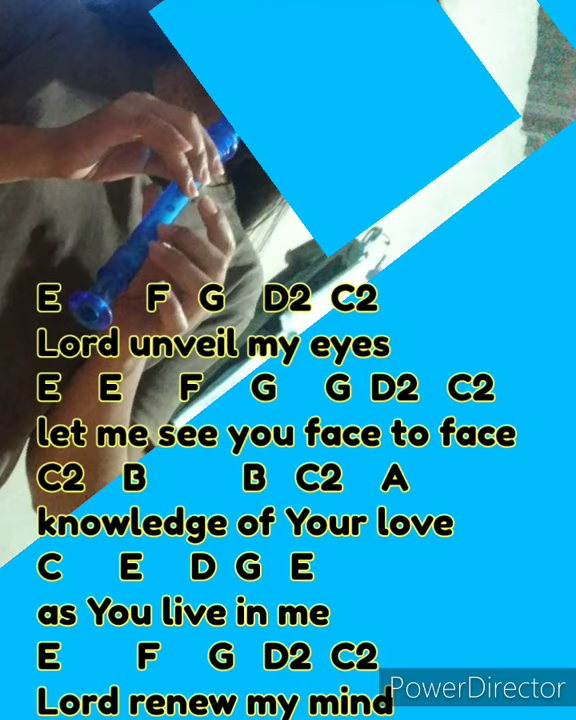 E F G D2 C2
Lord unveil my eyes
E E F G G D2 C2
let me see you face to face
C2 B B C2 A
knowledge of Your love
C E D G E
as You live in me
E F G D2 C2
Lord renew my mind
PowerDirector